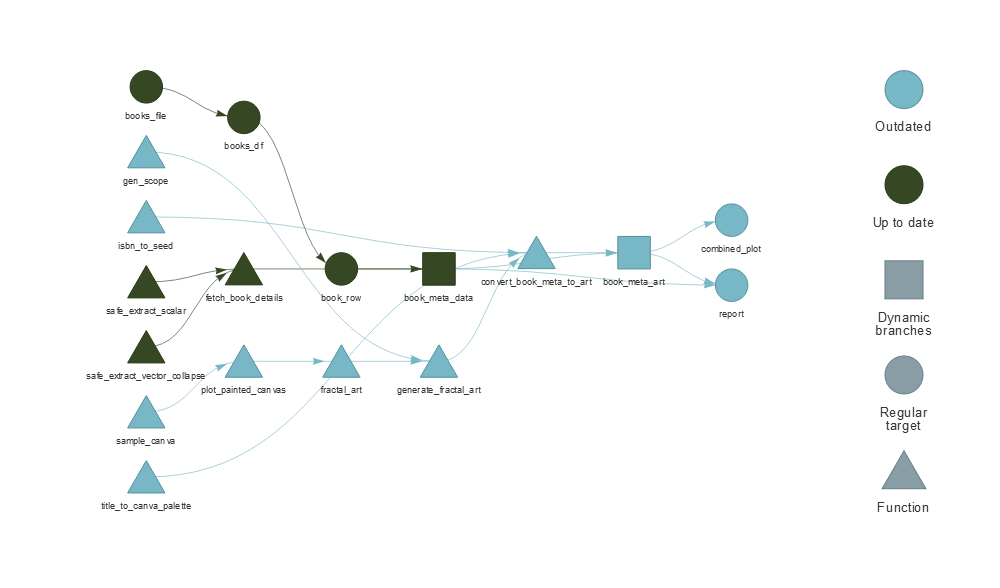 books_file
books_df
gen_scope
isbn_to_seed
safe_extract_scalar
fetch_book_details
book_row
book_meta_data
convert_book_meta_to_art
book_meta_art
combined_plot
report
safe_extract_vector_collapse
plot_painted_canvas
fractal_art
generate_fractal_art
sample_canva
title_to_canva_palette
Outdated
Up to date
Dynamic
branches
Regular
target
Function